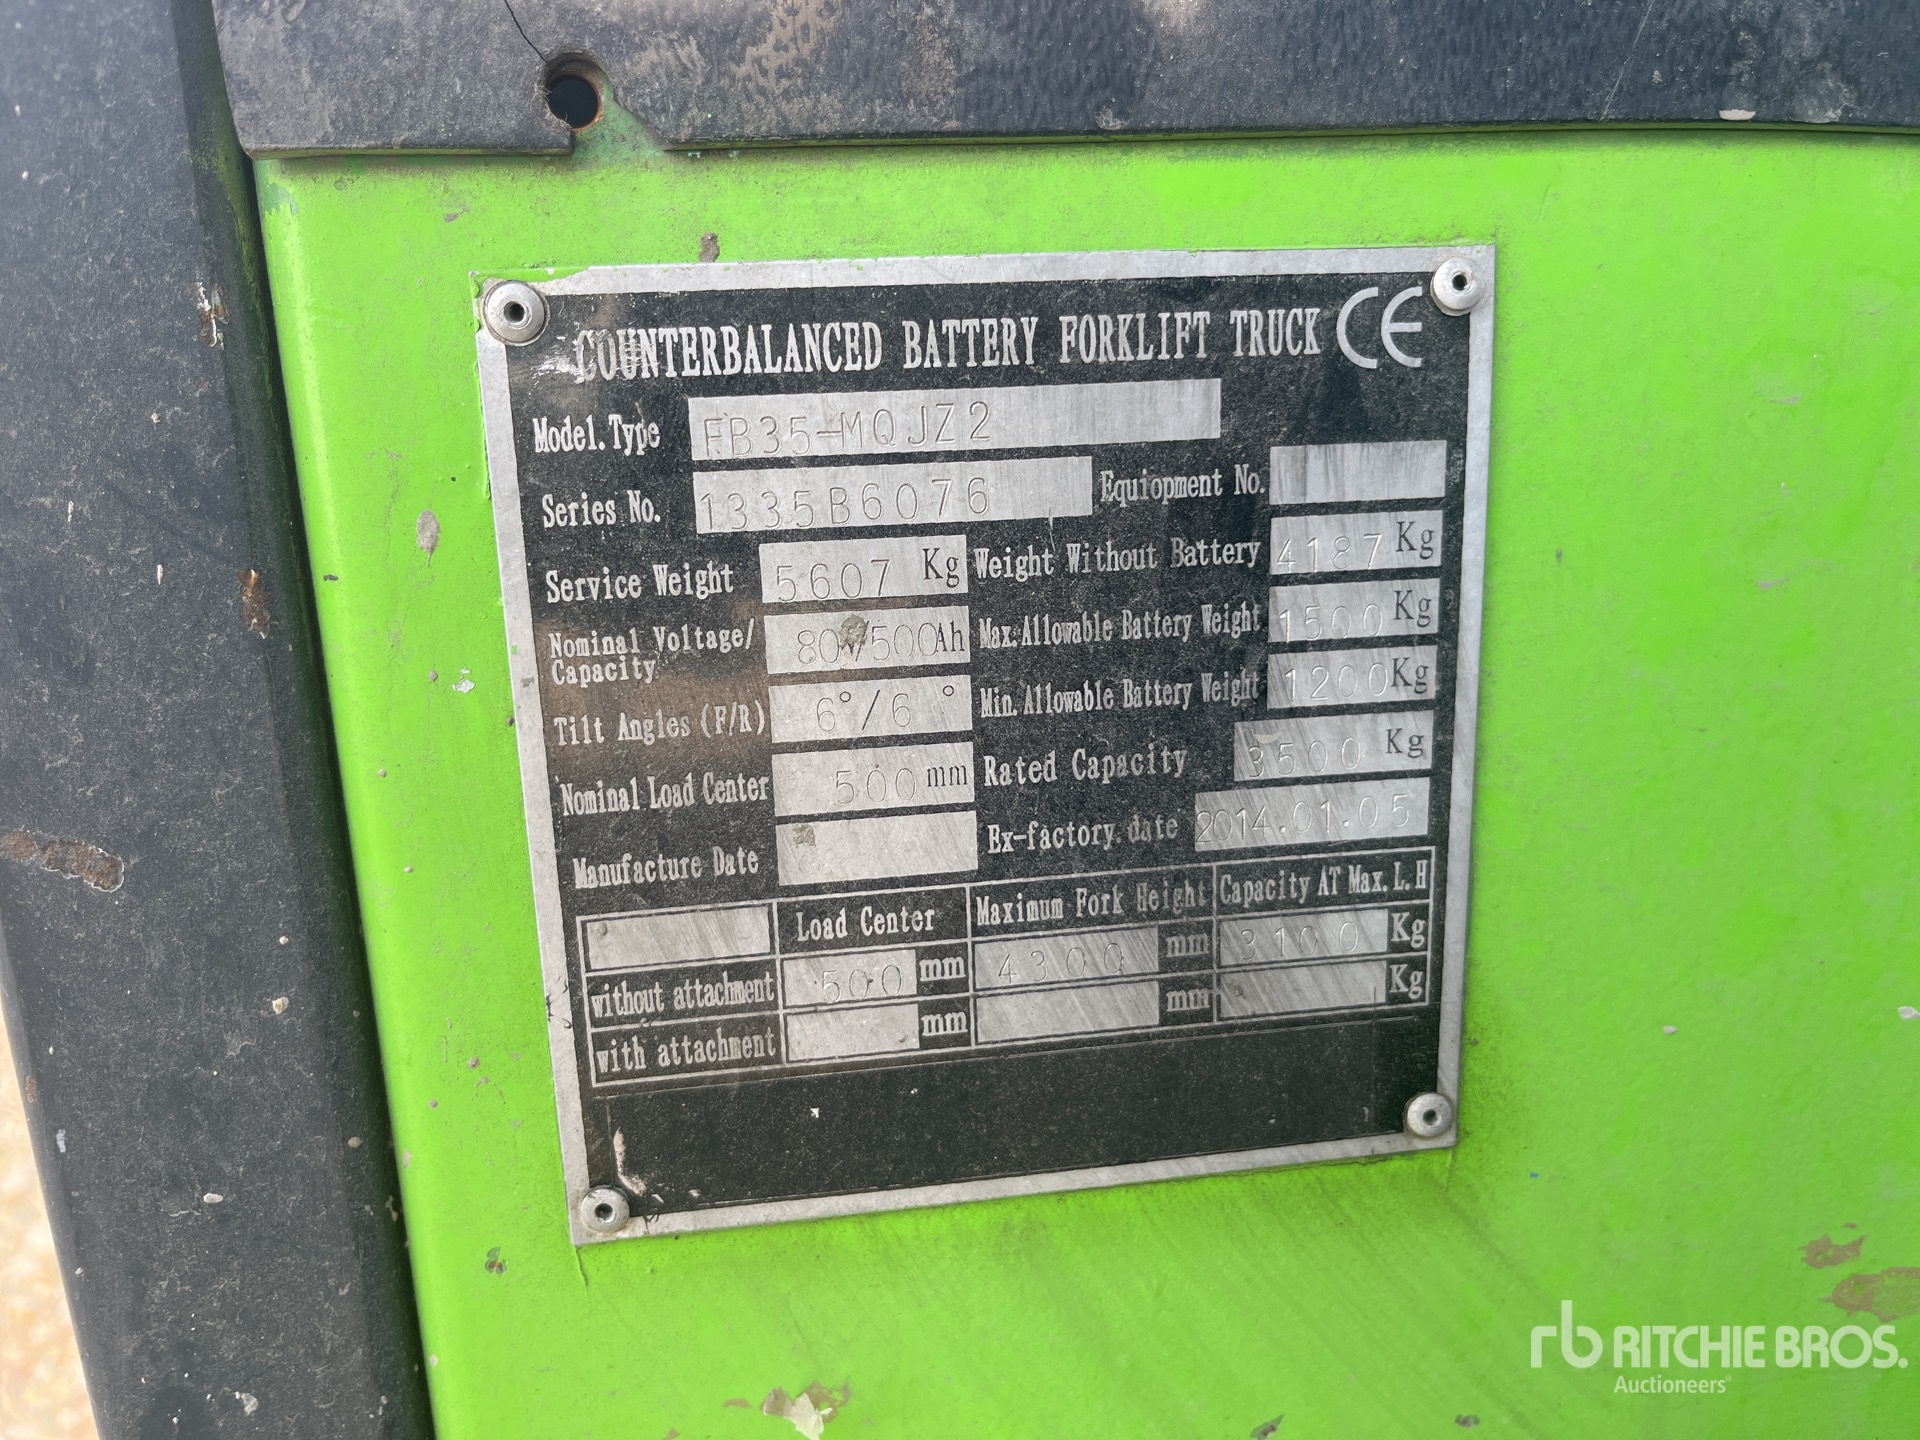 COUNTERBALANCED BATTERY FORKLIFT TRUCK CE
Model.Type FB35-MQJZ2
Series No. 1335B6076 Equiopment No.
Service Weight 5607 Kg Weight Without Battery 4187 Kg
Nominal Voltage/ Capacity 80V/500Ah Max.Allowable Battery Weight 1500 Kg
Tilt Angles (F/R) 6°/6° Min.Allowable Battery Weight 1200 Kg
Nominal Load Center 500 mm Rated Capacity 3500 Kg
Manufacture Date Ex-factory.date 2014.01.05
Load Center Maximum Fork Height Capacity AT Max.L.H
without attachment 500 mm 4300 mm 3100 Kg
with attachment mm mm Kg
rb RITCHIE BROS.
Auctioneers